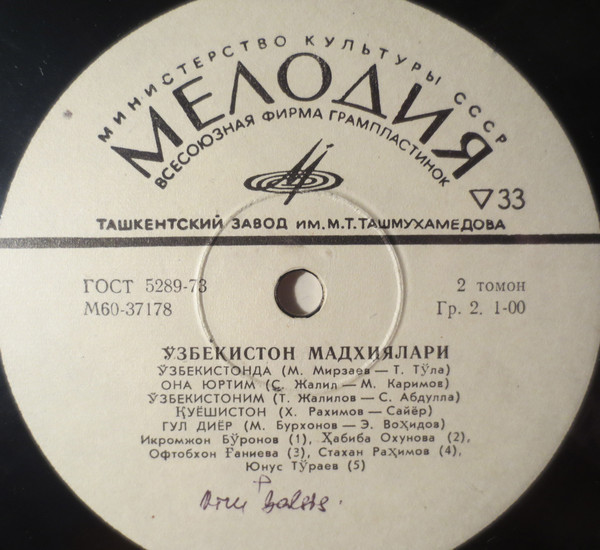 МИНИСТЕРСТВО КУЛЬТУРЫ СССР
МЕЛОДИЯ
ВСЕСОЮЗНАЯ ФИРМА ГРАМПЛАСТИНОК
▽33
ТАШКЕНТСКИЙ ЗАВОД ИМ. М.Т. ТАШМУХАМЕДОВА
ГОСТ 5289-73 2 томон
М60-37178 Гр. 2. 1-00
ЎЗБЕКИСТОН МАДХИЯЛАРИ
ЎЗБЕКИСТОНДА (М. Мирзаев — Т. Тўла)
ОНА ЮРТИМ (С. Жалил — М. Каримов)
ЎЗБЕКИСТОНИМ (Т. Жалилов — С. Абдулла)
ҚУЁШИСТОН (Х. Рахимов — Сайёр)
ГУЛ ДИЁР (М. Бурхонов — Э. Воҳидов)
Икромжон Бўронов (1), Ҳабиба Охунова (2),
Офтобхон Ғаниева (3), Стахан Раҳимов (4),
Юнус Тўраев (5)